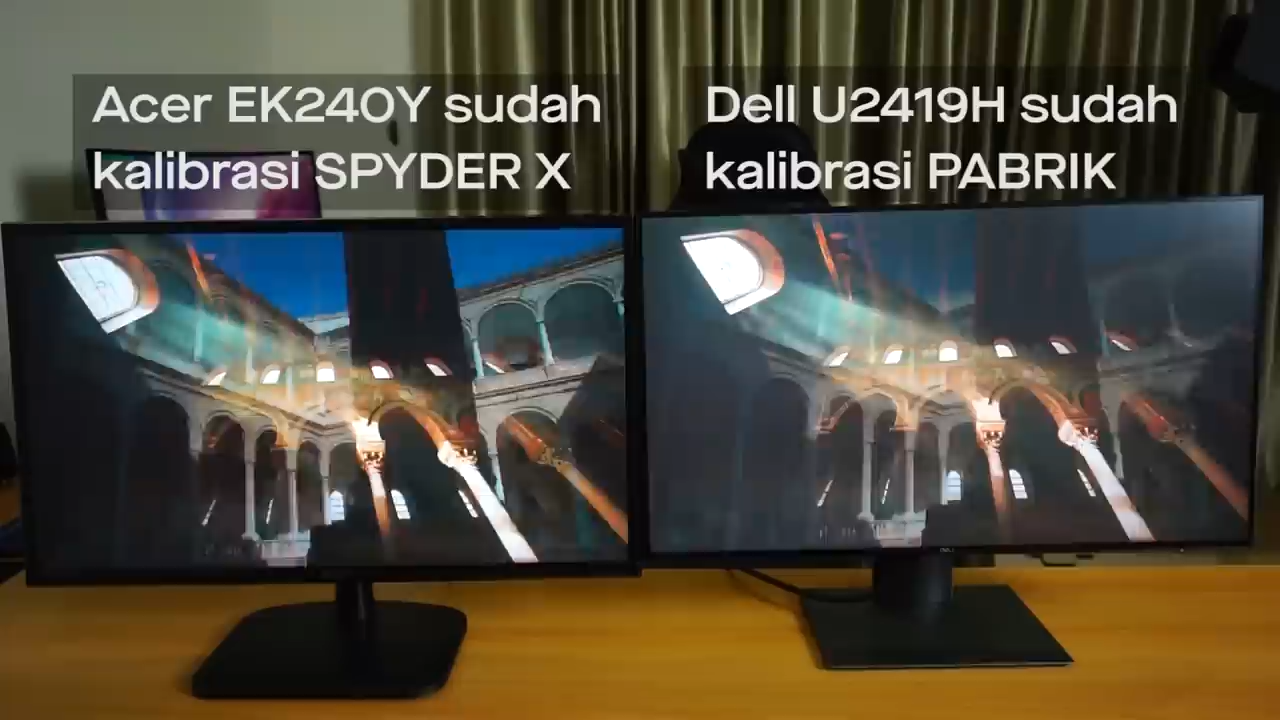 Acer EK240Y sudah
kalibrasi SPYDER X
Dell U2419H sudah
kalibrasi PABRIK